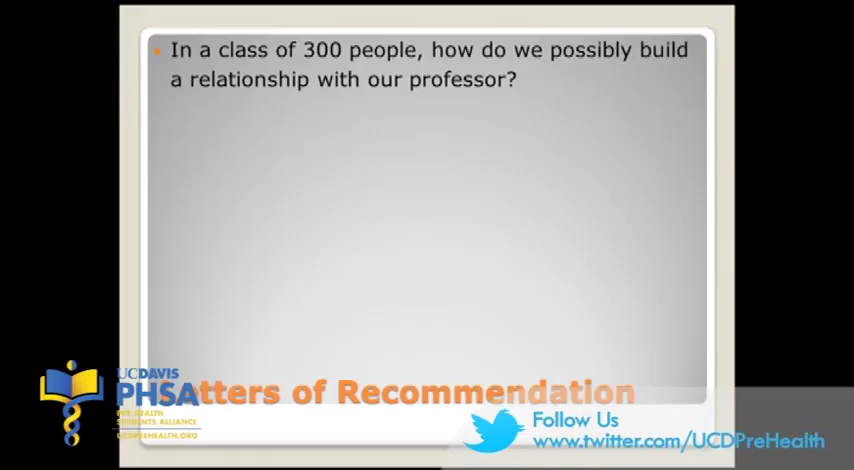 In a class of 300 people, how do we possibly build
a relationship with our professor?
Letters of Recommendation
UCDAVIS
PHSA
PRE HEALTH
STUDENTS ALLIANCE
UCDPREHEALTH.ORG
Follow Us
www.twitter.com/UCDPreHealth